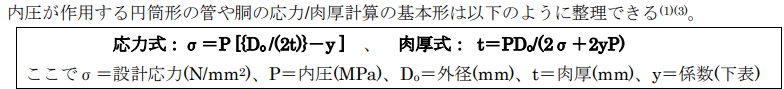 内圧が作用する円筒形の管や胴の応力/肉厚計算の基本形は以下のように整理できる⁽¹⁾⁽³⁾。
応力式：σ＝P［{D₀/(2t)}－y］　、　肉厚式：　t＝PD₀/(2σ＋2yP)
ここでσ＝設計応力(N/mm²)、P＝内圧(MPa)、D₀＝外径(mm)、t＝肉厚(mm)、y＝係数(下表)